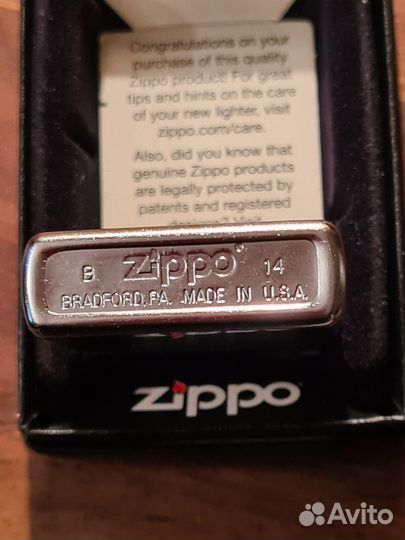 Congratulations on your
purchase of this quality
Zippo product! For great
tips and hints on the care
of your new lighter, visit
zippo.com/care.
Also, did you know that
genuine Zippo products
are legally protected by
patents and registered
designs? Visit
B zippo® 14
BRADFORD, PA. MADE IN U.S.A.
zippo
Avito